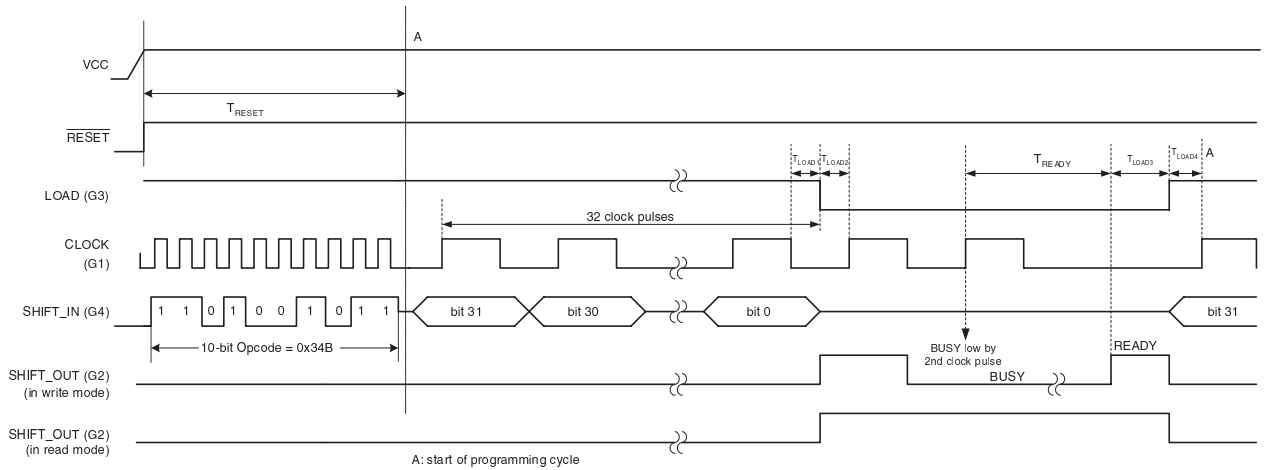 A
VCC
TRESET
RESET
TLOAD1 TLOAD2 TREADY TLOAD3 TLOAD4 A
LOAD (G3)
32 clock pulses
CLOCK
(G1)
SHIFT_IN (G4) 1 1 0 1 0 0 1 0 1 1 bit 31 bit 30 bit 0 bit 31
10-bit Opcode = 0x34B
BUSY low by
2nd clock pulse
READY
SHIFT_OUT (G2)
(in write mode)
BUSY
SHIFT_OUT (G2)
(in read mode)
A: start of programming cycle